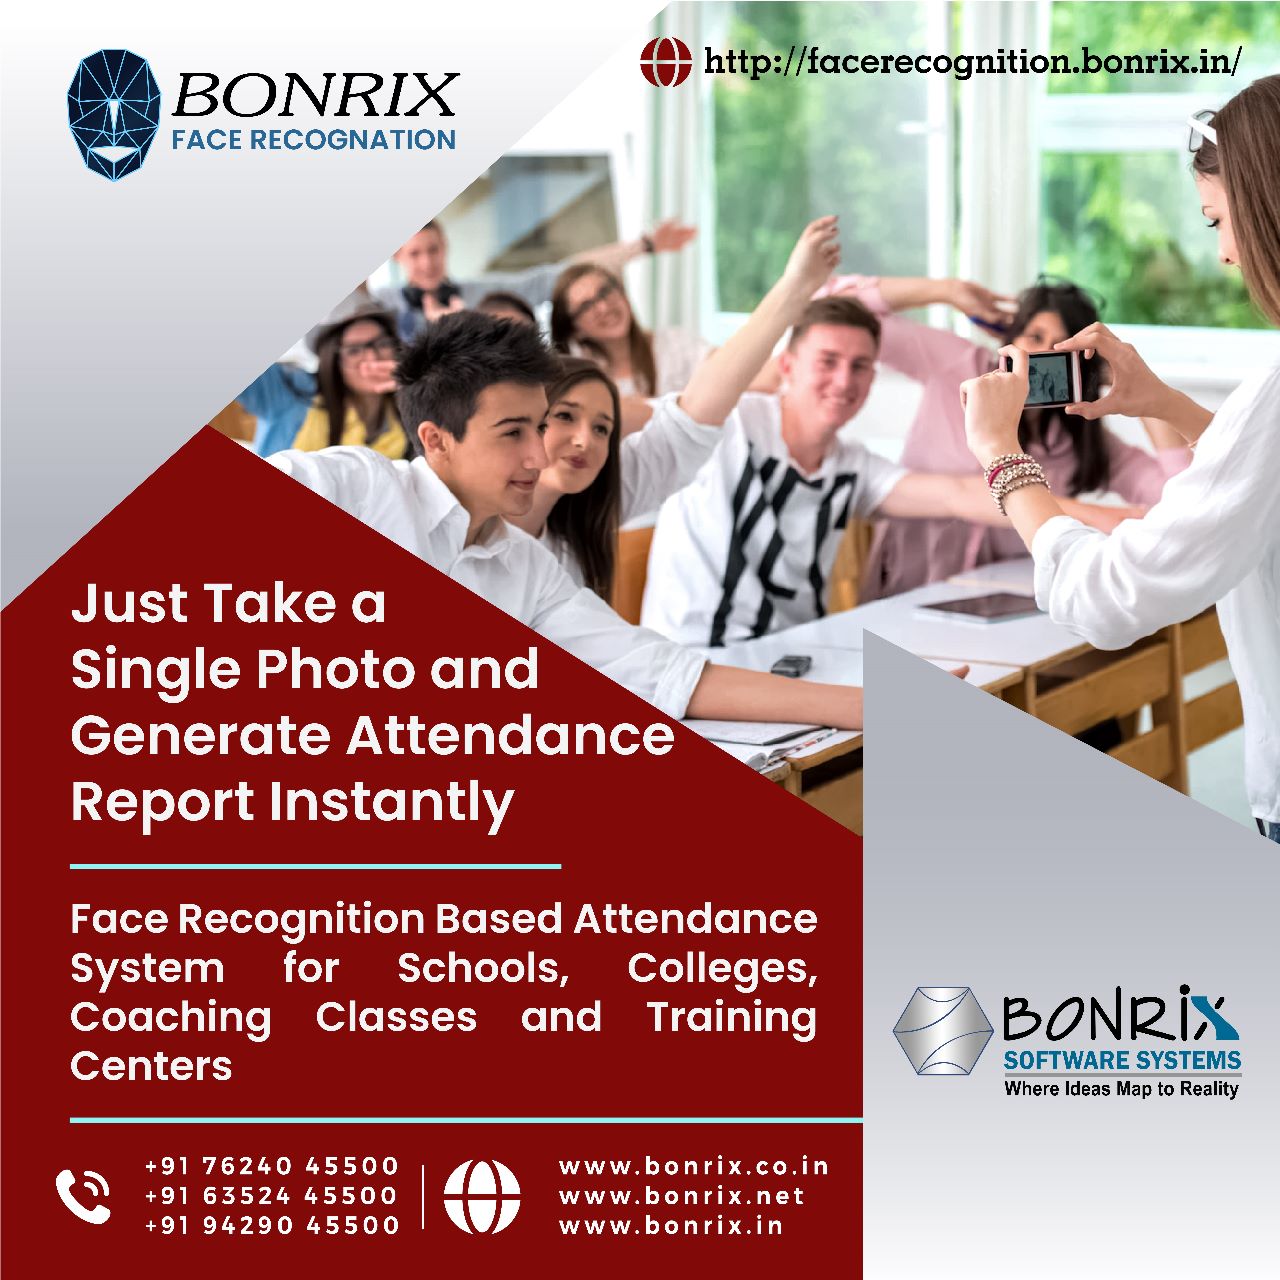 BONRIX
FACE RECOGNATION
http://facerecognition.bonrix.in/
Just Take a
Single Photo and
Generate Attendance
Report Instantly
Face Recognition Based Attendance
System for Schools, Colleges,
Coaching Classes and Training
Centers
+91 76240 45500
+91 63524 45500
+91 94290 45500
www.bonrix.co.in
www.bonrix.net
www.bonrix.in
BONRiX
SOFTWARE SYSTEMS
Where Ideas Map to Reality